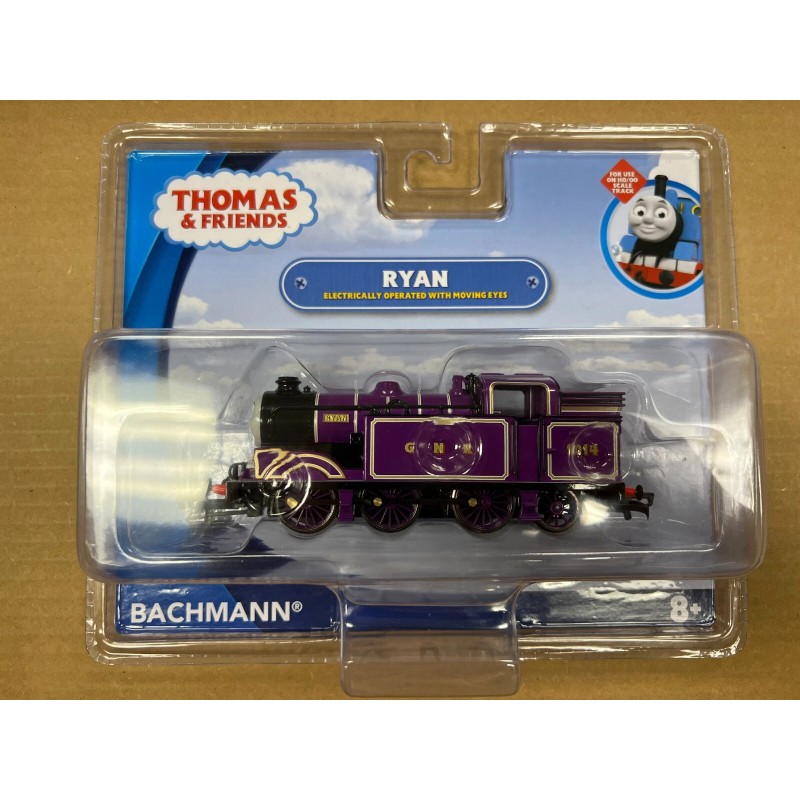 THOMAS
& FRIENDS
FOR USE
ON HO/OO
SCALE
TRACK
RYAN
ELECTRICALLY OPERATED WITH MOVING EYES
RYAN
BACHMANN®
8+